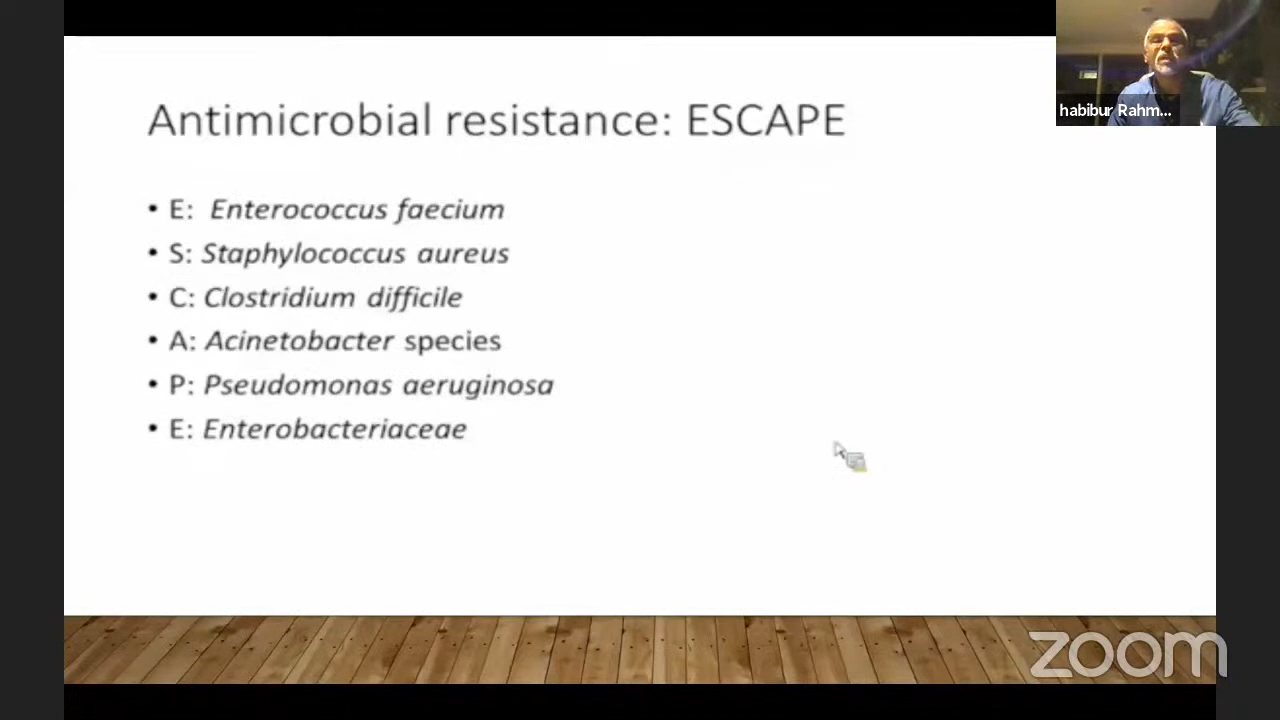 Antimicrobial resistance: ESCAPE
• E: Enterococcus faecium
• S: Staphylococcus aureus
• C: Clostridium difficile
• A: Acinetobacter species
• P: Pseudomonas aeruginosa
• E: Enterobacteriaceae
habibur Rahm...
zoom